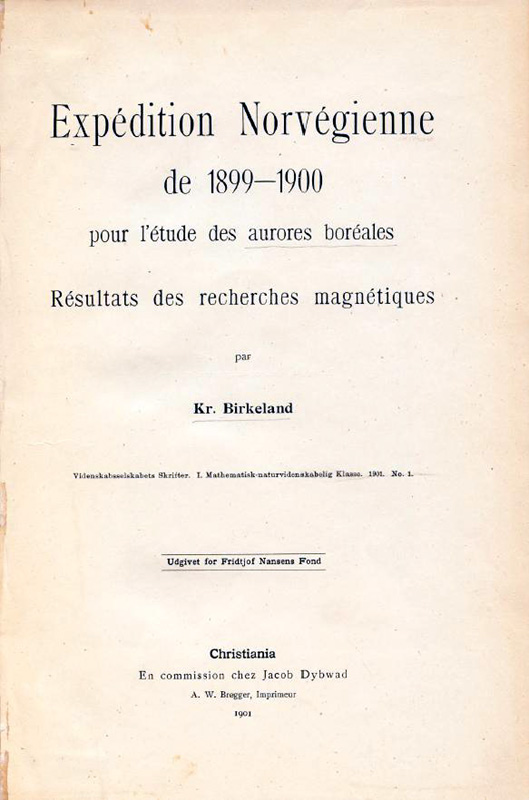 Expédition Norvégienne
de 1899—1900
pour l'étude des aurores boréales
Résultats des recherches magnétiques
par
Kr. Birkeland
Videnskabsselskabets Skrifter. I. Mathematisk-naturvidenskabelig Klasse. 1901. No. 1.
Udgivet for Fridtjof Nansens Fond
Christiania
En commission chez Jacob Dybwad
A. W. Brøgger, Imprimeur
1901